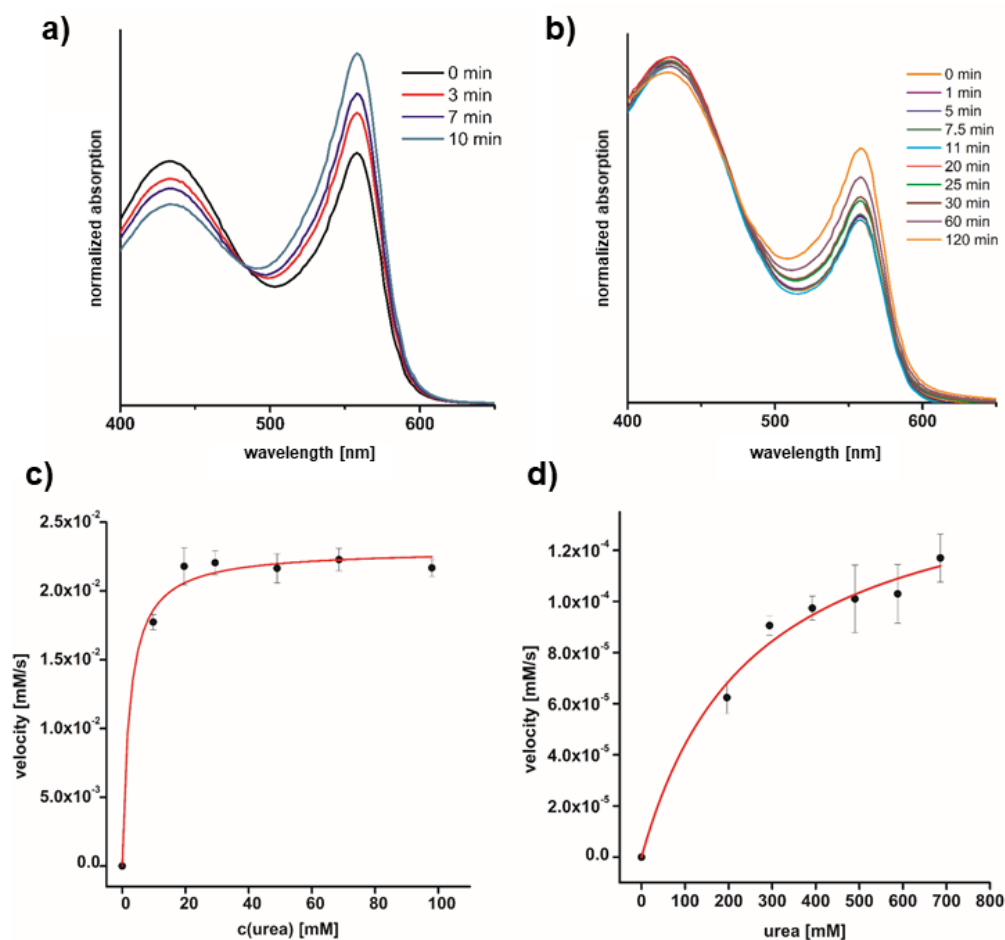 a)
normalized absorption
0 min
3 min
7 min
10 min
400
500
600
wavelength [nm]
b)
normalized absorption
0 min
1 min
5 min
7.5 min
11 min
20 min
25 min
30 min
60 min
120 min
400
500
600
wavelength [nm]
c)
velocity [mM/s]
2.5x10⁻²
2.0x10⁻²
1.5x10⁻²
1.0x10⁻²
5.0x10⁻³
0.0
0
20
40
60
80
100
c(urea) [mM]
d)
velocity [mM/s]
1.2x10⁻⁴
1.0x10⁻⁴
8.0x10⁻⁵
6.0x10⁻⁵
4.0x10⁻⁵
2.0x10⁻⁵
0.0
0
100
200
300
400
500
600
700
800
urea [mM]